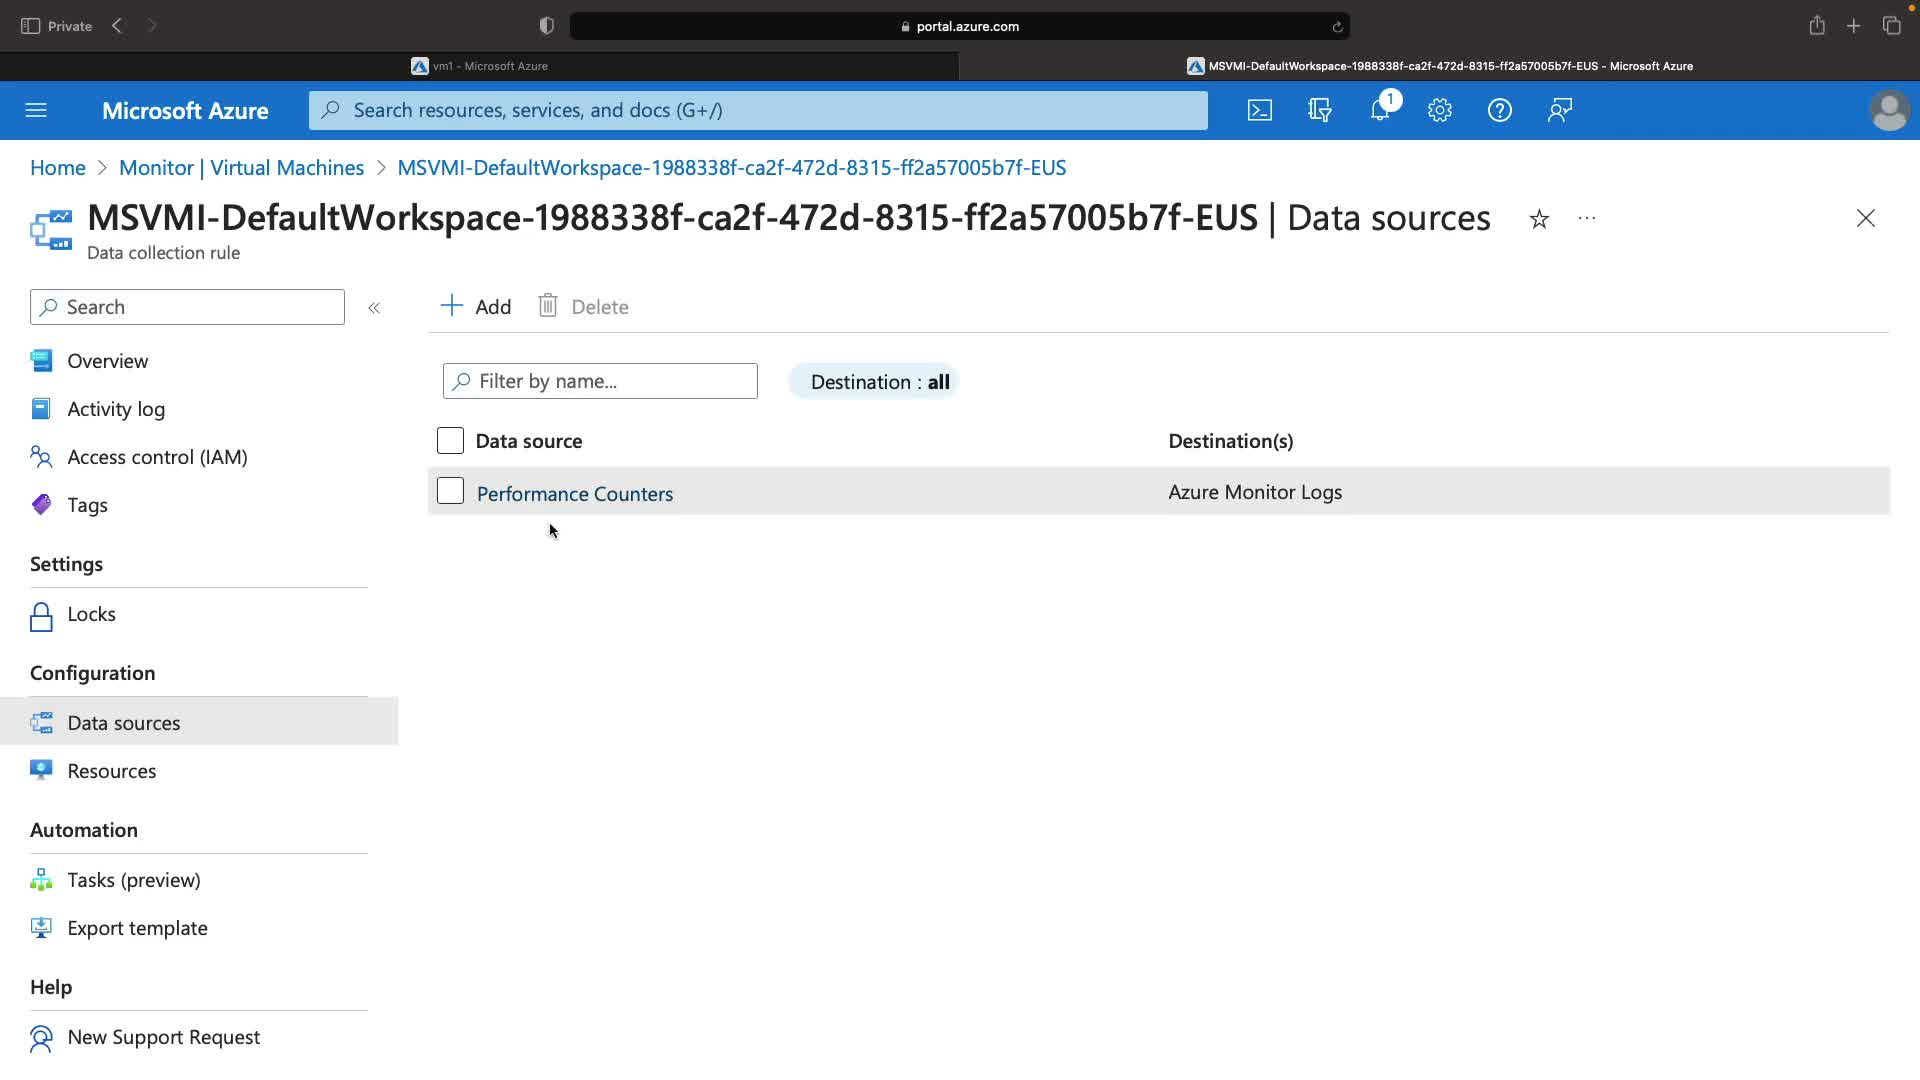 Private
portal.azure.com
vm1 - Microsoft Azure
MSVMI-DefaultWorkspace-1988338f-ca2f-472d-8315-ff2a57005b7f-EUS - Microsoft Azure
Microsoft Azure
Search resources, services, and docs (G+/)
1
Home > Monitor | Virtual Machines > MSVMI-DefaultWorkspace-1988338f-ca2f-472d-8315-ff2a57005b7f-EUS
MSVMI-DefaultWorkspace-1988338f-ca2f-472d-8315-ff2a57005b7f-EUS | Data sources
Data collection rule
Search
Add
Delete
Overview
Activity log
Access control (IAM)
Tags
Settings
Locks
Configuration
Data sources
Resources
Automation
Tasks (preview)
Export template
Help
New Support Request
Filter by name...
Destination : all
Data source
Destination(s)
Performance Counters
Azure Monitor Logs